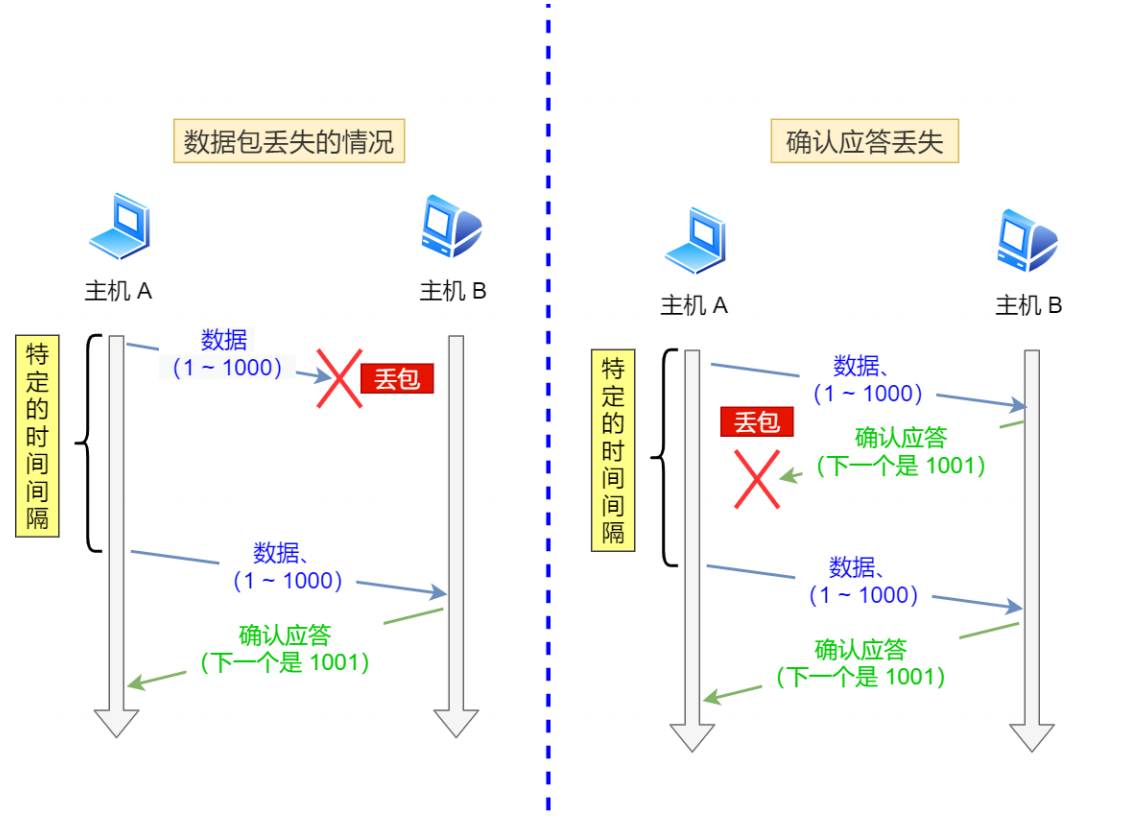 数据包丢失的情况
主机 A
主机 B
特定的时间间隔
数据
(1 ~ 1000)
丢包
数据、
(1 ~ 1000)
确认应答
(下一个是 1001)
确认应答丢失
主机 A
主机 B
特定的时间间隔
数据、
(1 ~ 1000)
丢包
确认应答
(下一个是 1001)
数据、
(1 ~ 1000)
确认应答
(下一个是 1001)